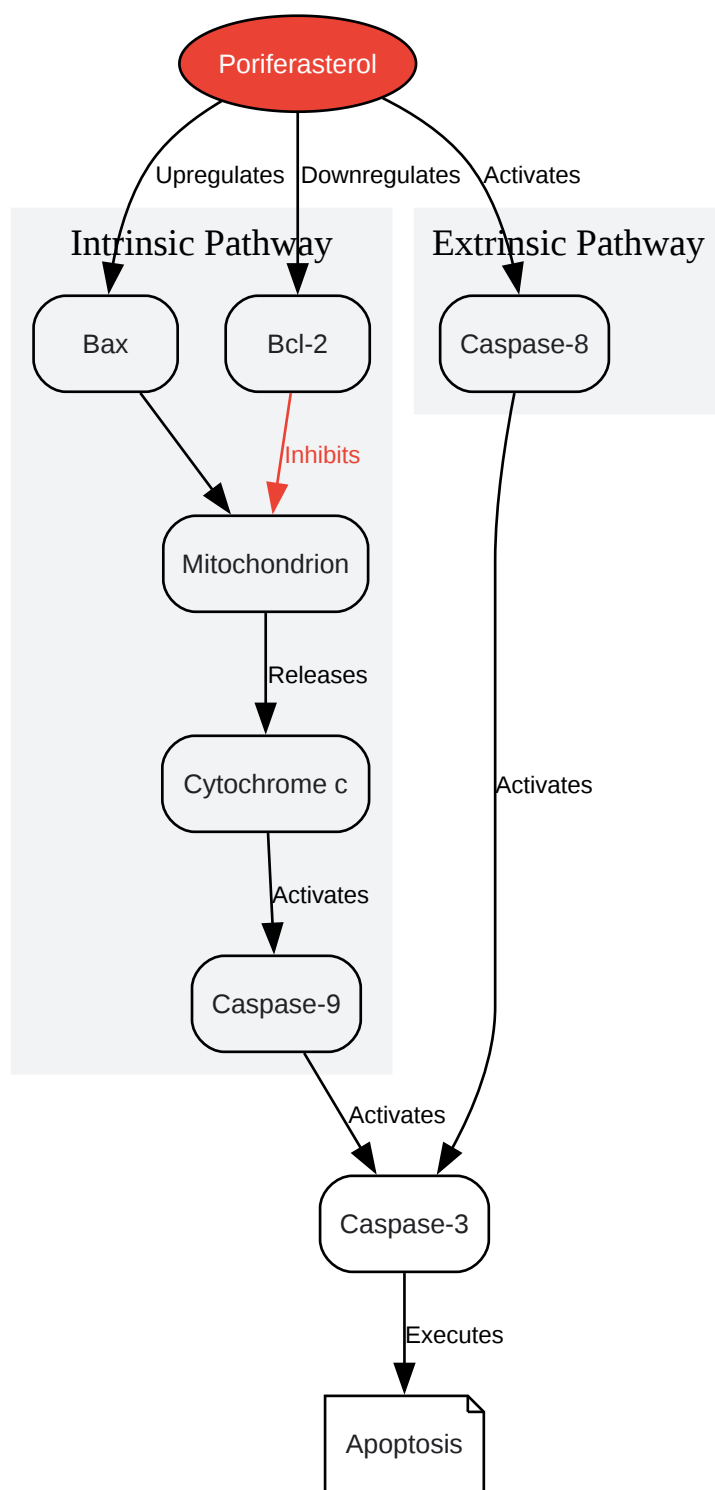 Poriferasterol
Upregulates
Downregulates
Activates
Intrinsic Pathway
Extrinsic Pathway
Bax
Bcl-2
Caspase-8
Inhibits
Mitochondrion
Releases
Cytochrome c
Activates
Activates
Caspase-9
Activates
Caspase-3
Executes
Apoptosis